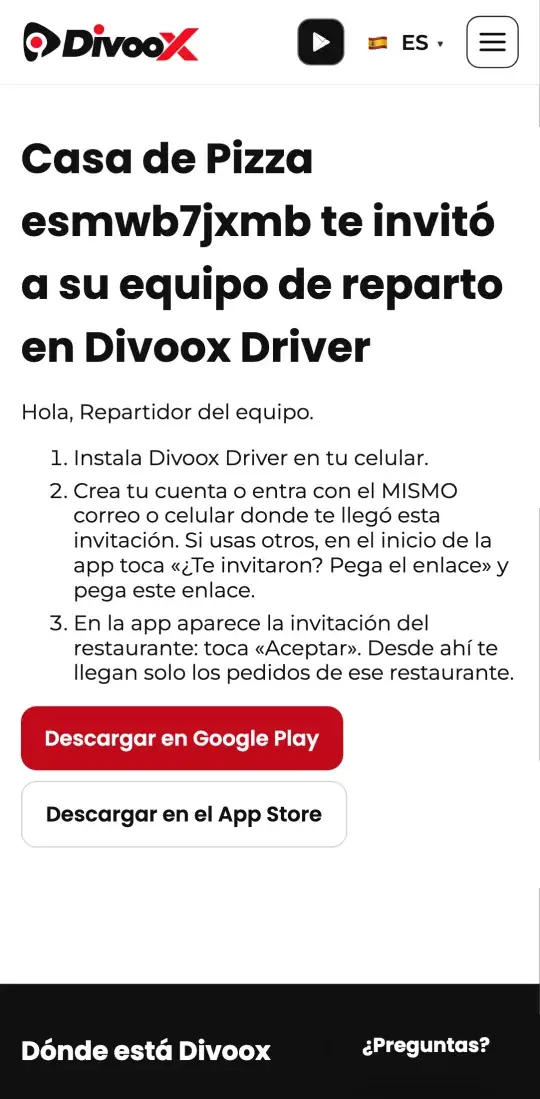 DivooX
ES
Casa de Pizza
esmwb7jxmb te invitó
a su equipo de reparto
en Divoox Driver
Hola, Repartidor del equipo.
1. Instala Divoox Driver en tu celular.
2. Crea tu cuenta o entra con el MISMO
correo o celular donde te llegó esta
invitación. Si usas otros, en el inicio de la
app toca «¿Te invitaron? Pega el enlace» y
pega este enlace.
3. En la app aparece la invitación del
restaurante: toca «Aceptar». Desde ahí te
llegan solo los pedidos de ese restaurante.
Descargar en Google Play
Descargar en el App Store
Dónde está Divoox
¿Preguntas?